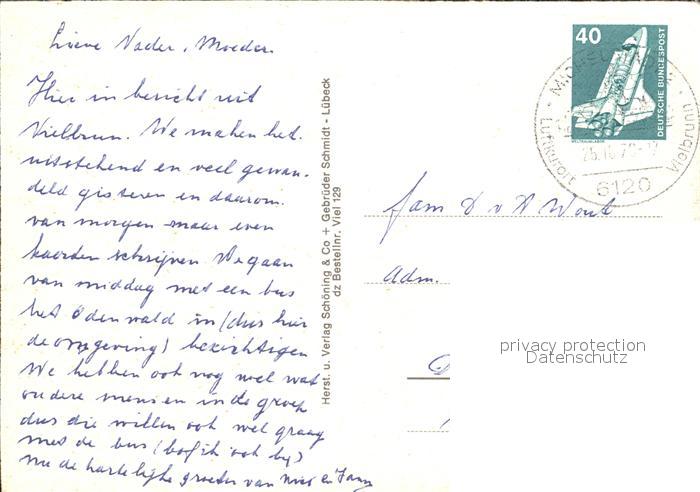 Lieve Vader, Moeder.
Hier in bericht uit
Vielbrun. We maken het
uitstekend en veel gewan-
deld gisteren en daarom
van morgen maar even
kaarten schrijven We gaan
van middag met een bus
het Odenwald in (dus hier
de omgeving) bezichtigen
We hebben ook nog wel wat
oudere mensen in de groep
dus die willen ook wel graag
met de bus (bof ik ook bij)
de hartelijke groeten van
Herst. u. Verlag Schöning & Co + Gebrüder Schmidt - Lübeck
dz Bestellnr. Viel 129
40
DEUTSCHE BUNDESPOST
Luftkurort
Vielbrunn
6120
fam
Adm.
privacy protection
Datenschutz